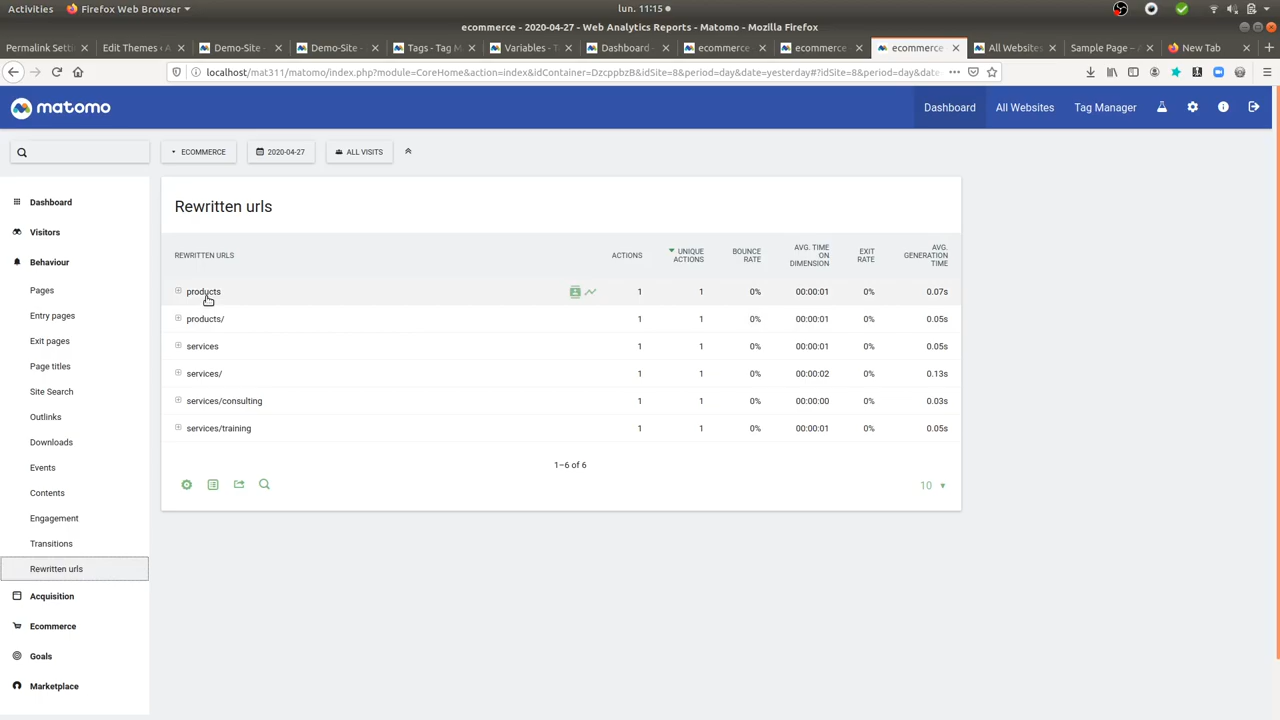 Activities Firefox Web Browser lun. 11:15
ecommerce - 2020-04-27 - Web Analytics Reports - Matomo - Mozilla Firefox
Permalink Setti Edit Themes ‹ A Demo-Site - Demo-Site - Tags - Tag M Variables - T Dashboard - ecommerce ecommerce ecommerce All Websites Sample Page – New Tab
localhost/mat311/matomo/index.php?module=CoreHome&action=index&idContainer=DzcppbzB&idSite=8&period=day&date=yesterday#?idSite=8&period=day&date=
matomo Dashboard All Websites Tag Manager
ECOMMERCE 2020-04-27 ALL VISITS
Dashboard
Visitors
Behaviour
Pages
Entry pages
Exit pages
Page titles
Site Search
Outlinks
Downloads
Events
Contents
Engagement
Transitions
Rewritten urls
Acquisition
Ecommerce
Goals
Marketplace
Rewritten urls
REWRITTEN URLS ACTIONS UNIQUE ACTIONS BOUNCE RATE AVG. TIME ON DIMENSION EXIT RATE AVG. GENERATION TIME
products 1 1 0% 00:00:01 0% 0.07s
products/ 1 1 0% 00:00:01 0% 0.05s
services 1 1 0% 00:00:01 0% 0.05s
services/ 1 1 0% 00:00:02 0% 0.13s
services/consulting 1 1 0% 00:00:00 0% 0.03s
services/training 1 1 0% 00:00:01 0% 0.05s
1–6 of 6
10